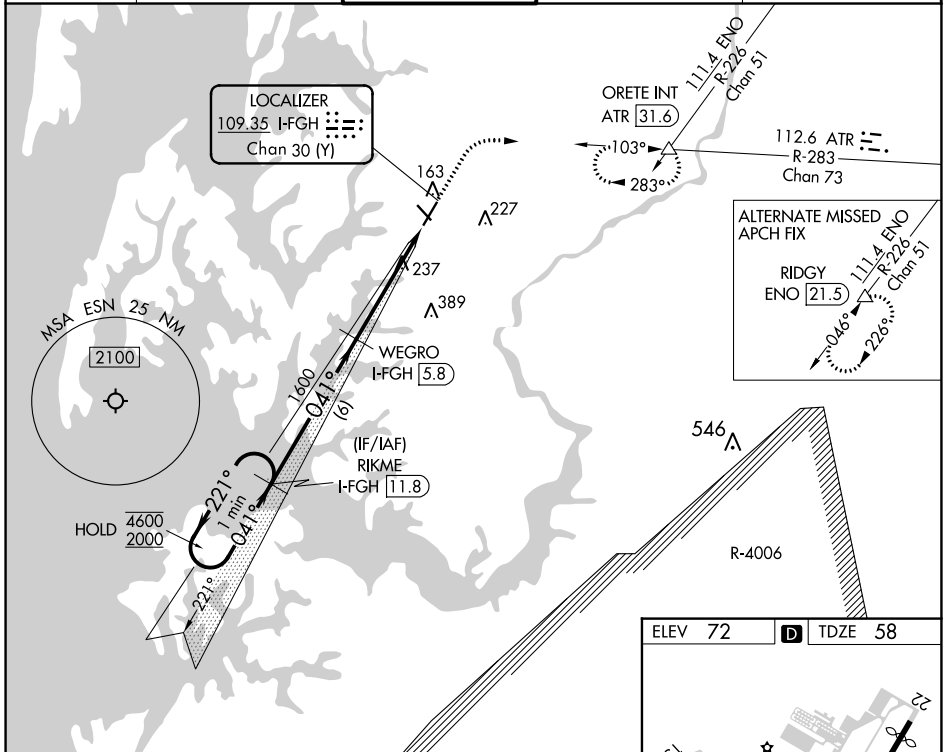 LOCALIZER
109.35 I-FGH
Chan 30 (Y)
111.4 ENO
R-226
Chan 51
ORETE INT
ATR 31.6
103°
283°
112.6 ATR
R-283
Chan 73
163
227
237
389
ALTERNATE MISSED
APCH FIX
111.4 ENO
R-226
Chan 51
RIDGY
ENO 21.5
046°
226°
MSA ESN 25 NM
2100
WEGRO
I-FGH 5.8
1600
041°
(6)
(IF/IAF)
RIKME
I-FGH 11.8
221°
1 min
041°
HOLD 4600
2000
221°
546
R-4006
ELEV 72 D TDZE 58
22